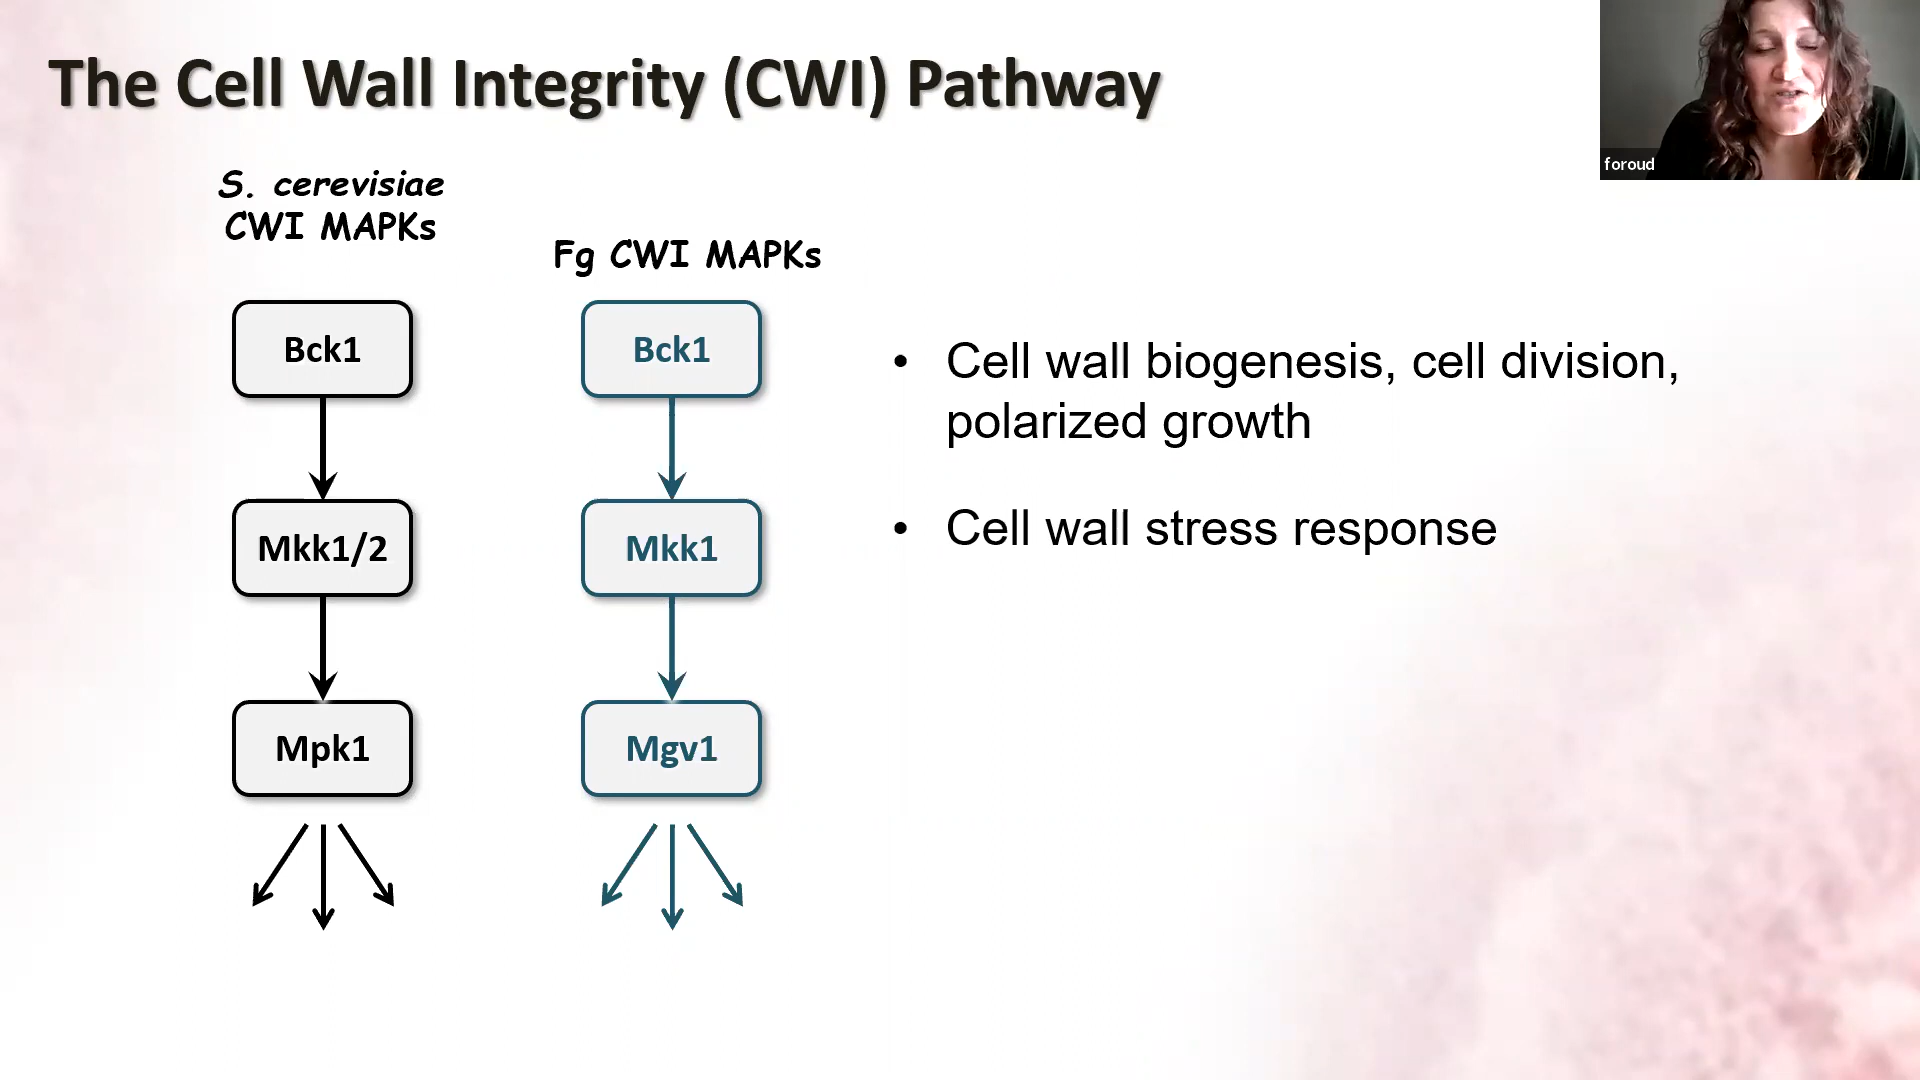 The Cell Wall Integrity (CWI) Pathway
foroud
S. cerevisiae
CWI MAPKs
Fg CWI MAPKs
Bck1
Bck1
Mkk1/2
Mkk1
Mpk1
Mgv1
• Cell wall biogenesis, cell division,
polarized growth
• Cell wall stress response